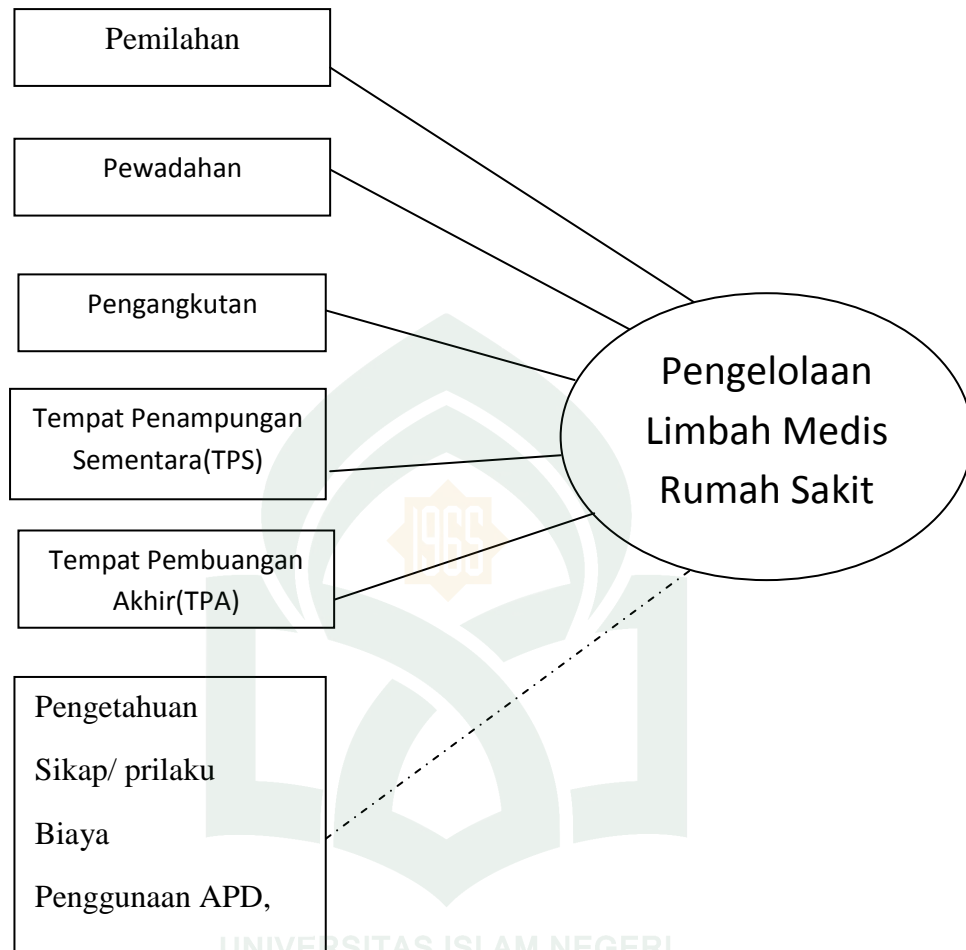 Pemilahan
Pewadahan
Pengangkutan
Tempat Penampungan
Sementara(TPS)
Tempat Pembuangan
Akhir(TPA)
Pengetahuan
Sikap/ prilaku
Biaya
Penggunaan APD,
Pengelolaan
Limbah Medis
Rumah Sakit
1965
UNIVERSITAS ISLAM NEGERI